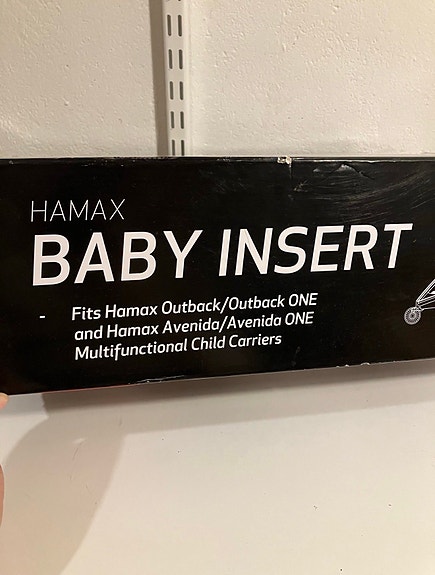 HAMAX
BABY INSERT
- Fits Hamax Outback/Outback ONE
and Hamax Avenida/Avenida ONE
Multifunctional Child Carriers